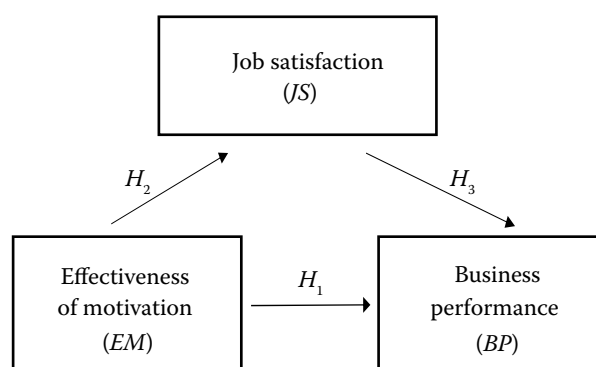 Job satisfaction
(JS)
H2
H3
Effectiveness
of motivation
(EM)
H1
Business
performance
(BP)